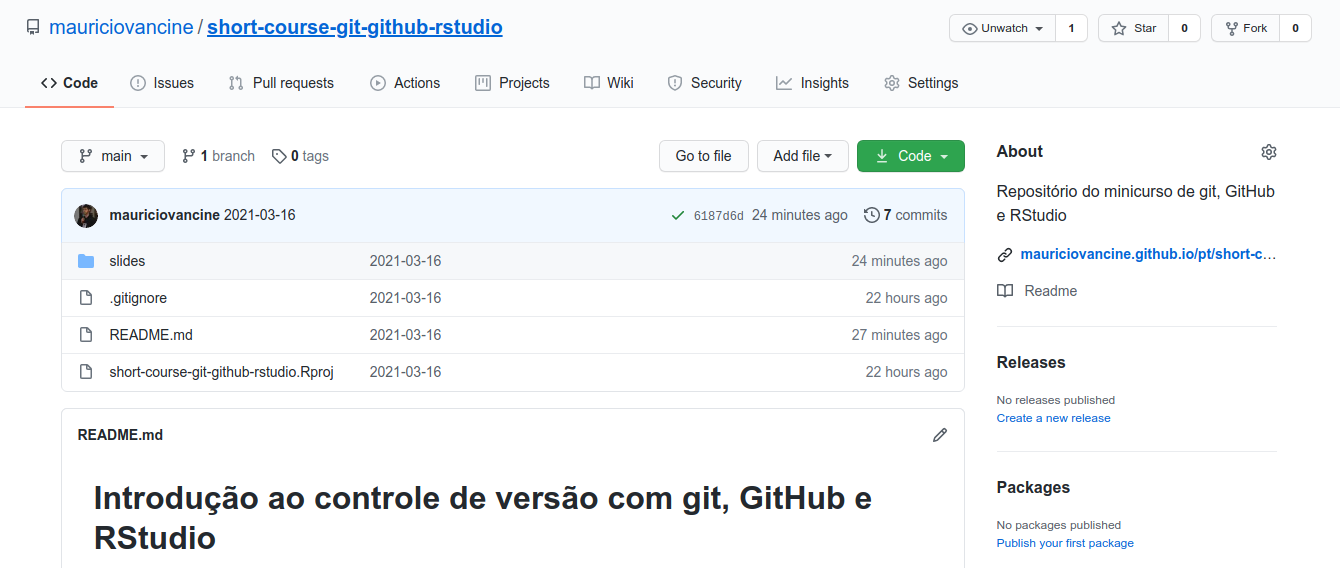 mauriciovancine / short-course-git-github-rstudio
Unwatch 1 Star 0 Fork 0
Code Issues Pull requests Actions Projects Wiki Security Insights Settings
main 1 branch 0 tags Go to file Add file Code
mauriciovancine 2021-03-16 6187d6d 24 minutes ago 7 commits
slides 2021-03-16 24 minutes ago
.gitignore 2021-03-16 22 hours ago
README.md 2021-03-16 27 minutes ago
short-course-git-github-rstudio.Rproj 2021-03-16 22 hours ago
README.md
Introdução ao controle de versão com git, GitHub e
RStudio
About
Repositório do minicurso de git, GitHub
e RStudio
mauriciovancine.github.io/pt/short-c...
Readme
Releases
No releases published
Create a new release
Packages
No packages published
Publish your first package